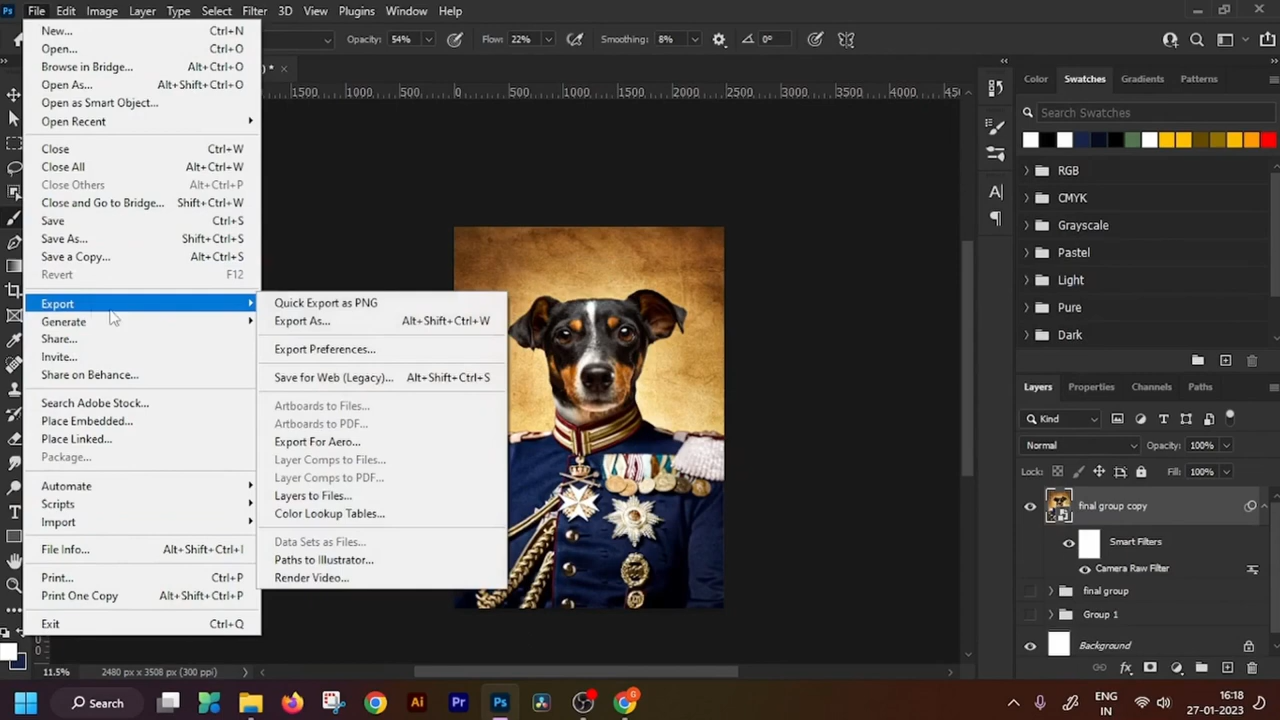 Ps File Edit Image Layer Type Select Filter 3D View Plugins Window Help
Opacity: 54% Flow: 22% Smoothing: 8% 0°
) * ×
1500 1000 500 0 500 1000 1500 2000 2500 3000 3500 4000 45
New... Ctrl+N
Open... Ctrl+O
Browse in Bridge... Alt+Ctrl+O
Open As... Alt+Shift+Ctrl+O
Open as Smart Object...
Open Recent
Close Ctrl+W
Close All Alt+Ctrl+W
Close Others Alt+Ctrl+P
Close and Go to Bridge... Shift+Ctrl+W
Save Ctrl+S
Save As... Shift+Ctrl+S
Save a Copy... Alt+Ctrl+S
Revert F12
Export
Generate
Share...
Invite...
Share on Behance...
Search Adobe Stock...
Place Embedded...
Place Linked...
Package...
Automate
Scripts
Import
File Info... Alt+Shift+Ctrl+I
Print... Ctrl+P
Print One Copy Alt+Shift+Ctrl+P
Exit Ctrl+Q
Quick Export as PNG
Export As... Alt+Shift+Ctrl+W
Export Preferences...
Save for Web (Legacy)... Alt+Shift+Ctrl+S
Artboards to Files...
Artboards to PDF...
Export For Aero...
Layer Comps to Files...
Layer Comps to PDF...
Layers to Files...
Color Lookup Tables...
Data Sets as Files...
Paths to Illustrator...
Render Video...
Color Swatches Gradients Patterns
Search Swatches
RGB
CMYK
Grayscale
Pastel
Light
Pure
Dark
Layers Properties Channels Paths
Kind
Normal Opacity: 100%
Lock: Fill: 100%
final group copy
Smart Filters
Camera Raw Filter
final group
Group 1
Background
fx
11.5% 2480 px x 3508 px (300 ppi)
Search Ai Pr Ps G
ENG 16:18
IN 27-01-2023